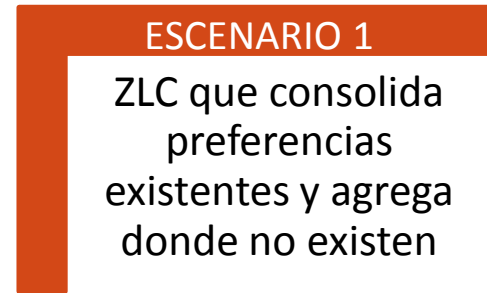 ESCENARIO 1
ZLC que consolida
preferencias
existentes y agrega
donde no existen